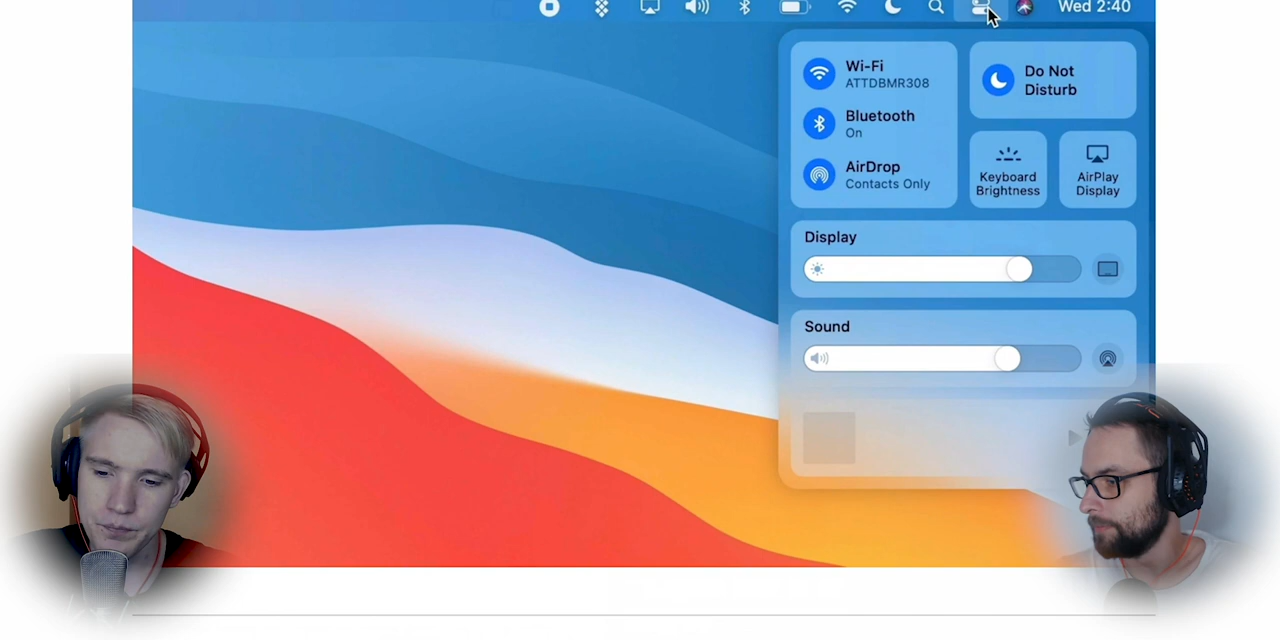 Wed 2:40
Wi-Fi
ATTDBMR308
Bluetooth
On
AirDrop
Contacts Only
Do Not
Disturb
Keyboard
Brightness
AirPlay
Display
Display
Sound